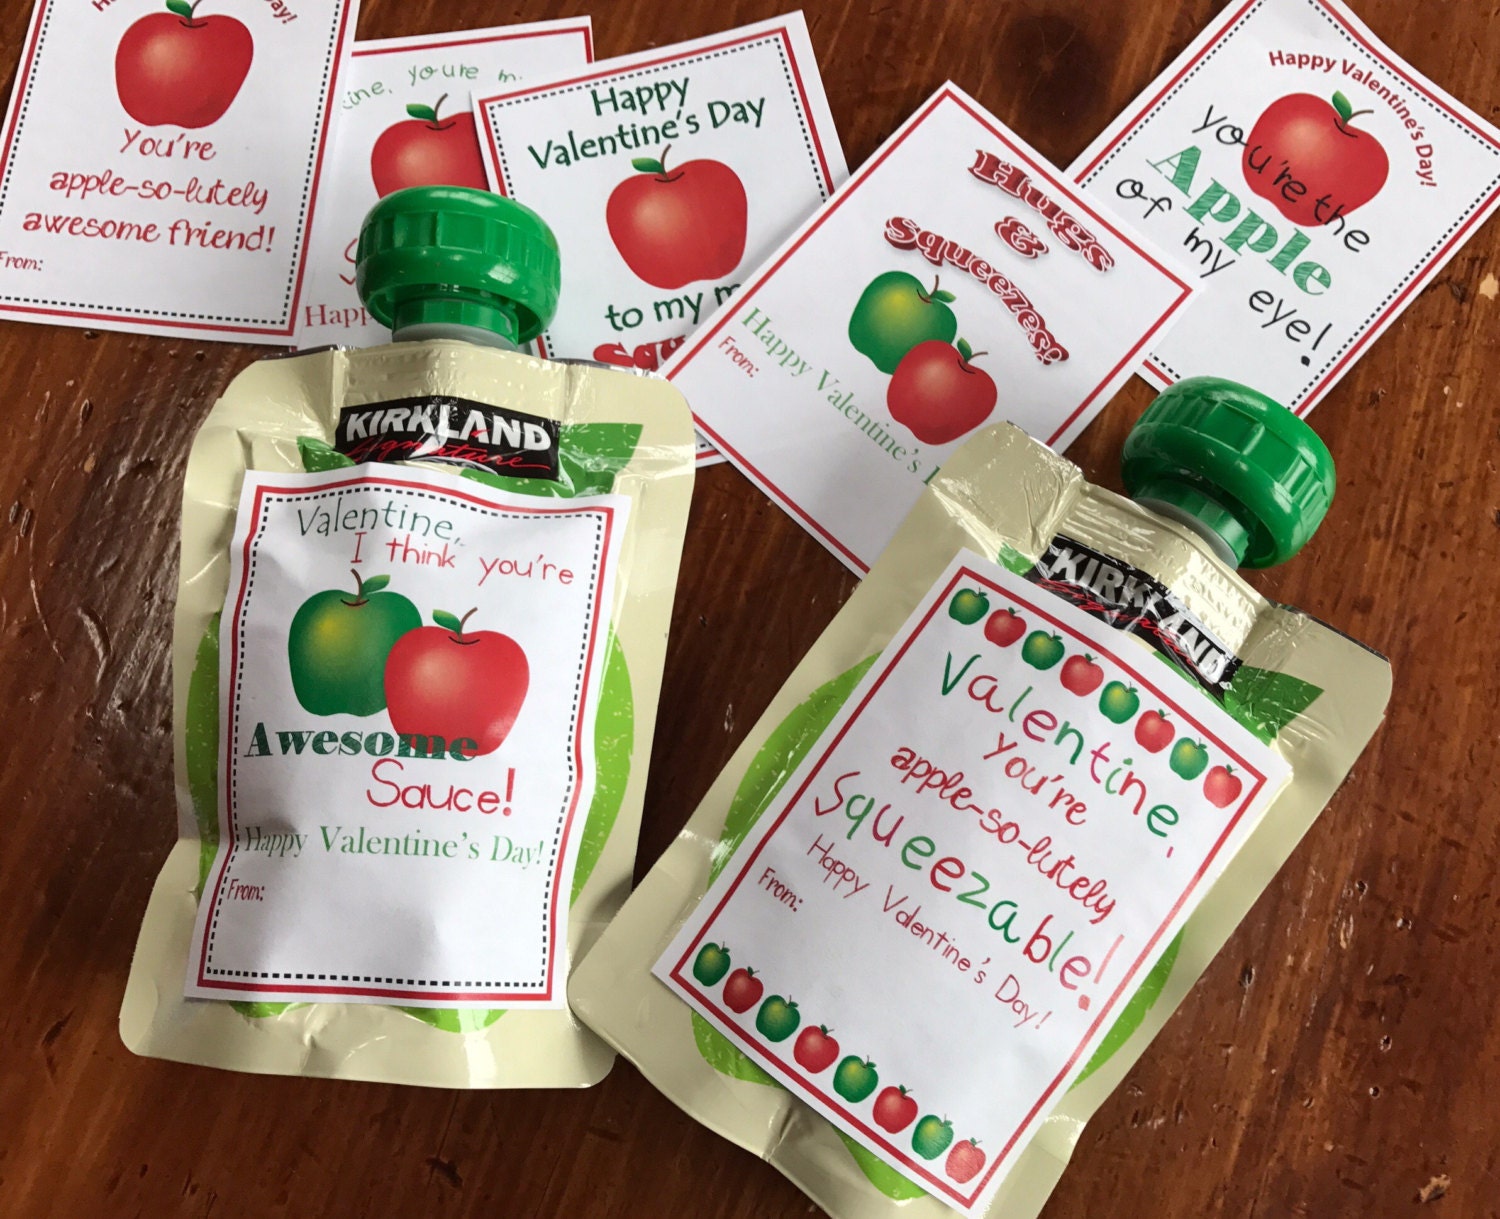 Day!
You're
apple-so-lutely
awesome friend!
From:
you're
Happ
Happy
Valentine's Day
to my
Hugs
&
Squeezes!
Happy Valentine's
From:
Happy Valentine's Day!
you're the
Apple
of my eye!
KIRKLAND
Signature
Valentine,
I think you're
Awesome
Sauce!
Happy Valentine's Day!
From:
KIRKLAND
Signature
Valentine,
you're
apple-so-lutely
Squeezable!
Happy Valentine's Day!
From: